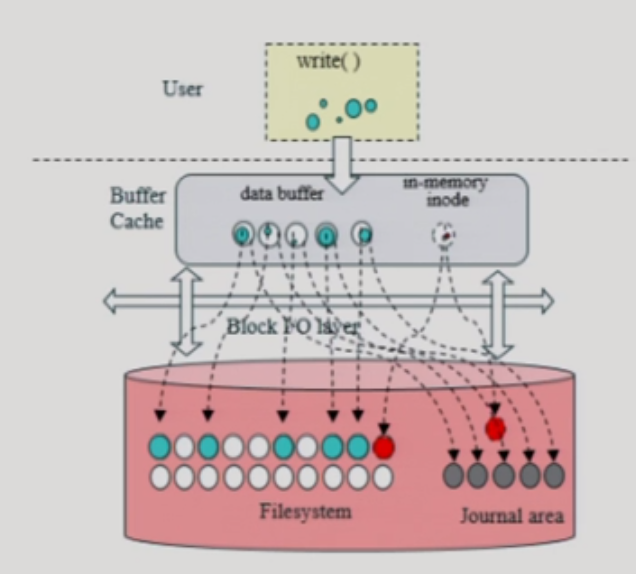 write( )
User
Buffer
Cache
data buffer
in-memory
inode
Block I/O layer
Filesystem
Journal area